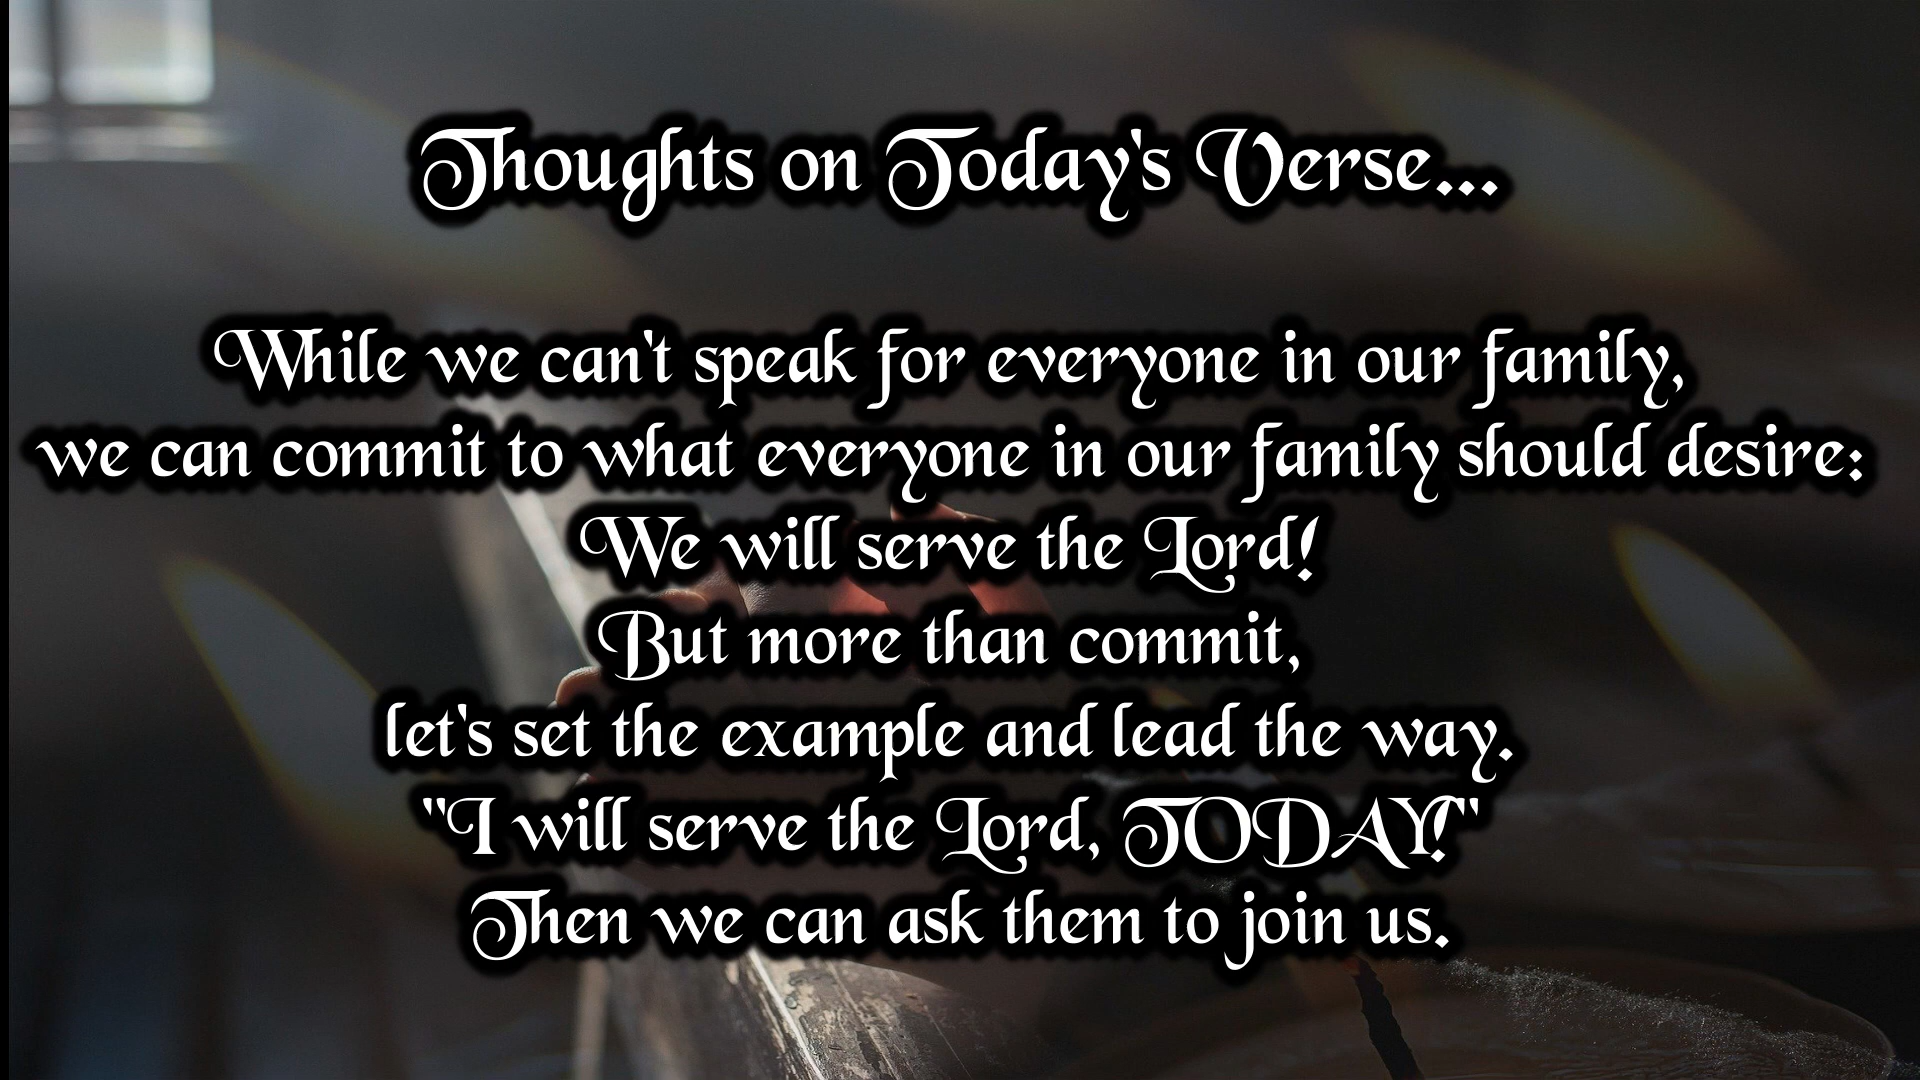 Thoughts on Today's Verse...
While we can't speak for everyone in our family,
we can commit to what everyone in our family should desire:
We will serve the Lord!
But more than commit,
let's set the example and lead the way.
"I will serve the Lord, TODAY!"
Then we can ask them to join us.